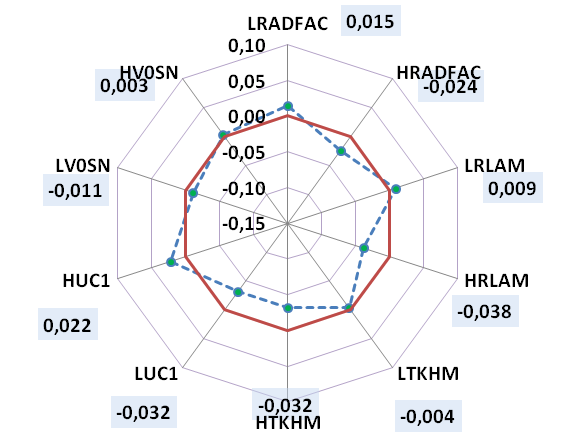 LRADFAC
0,015
0,10
HV0SN
0,003
HRADFAC
-0,024
0,05
0,00
-0,05
LV0SN
-0,011
LRLAM
0,009
-0,10
-0,15
HUC1
0,022
HRLAM
-0,038
LUC1
-0,032
LTKHM
-0,004
-0,032
HTKHM